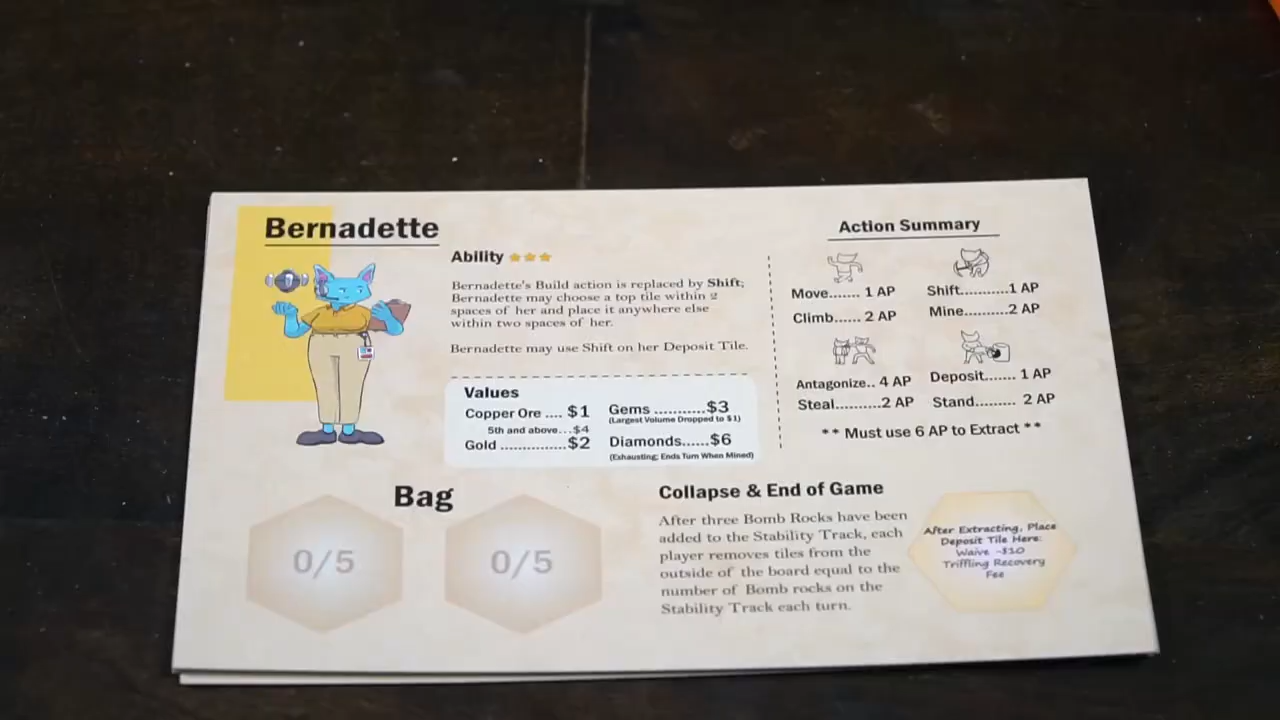 Bernadette
Ability
Bernadette's Build action is replaced by Shift;
Bernadette may choose a top tile within 2
spaces of her and place it anywhere else
within two spaces of her.
Bernadette may use Shift on her Deposit Tile.
Values
Copper Ore .... $1
5th and above...$4
Gold ................$2
Gems ...........$3
(Largest Volume Dropped to $1)
Diamonds......$6
(Exhausting; Ends Turn When Mined)
Action Summary
Move....... 1 AP
Climb...... 2 AP
Shift...........1 AP
Mine..........2 AP
Antagonize.. 4 AP
Steal..........2 AP
Deposit....... 1 AP
Stand......... 2 AP
** Must use 6 AP to Extract **
Bag
0/5
0/5
Collapse & End of Game
After three Bomb Rocks have been
added to the Stability Track, each
player removes tiles from the
outside of the board equal to the
number of Bomb rocks on the
Stability Track each turn.
After Extracting, Place
Deposit Tile Here:
Waive -$10
Triffling Recovery
Fee